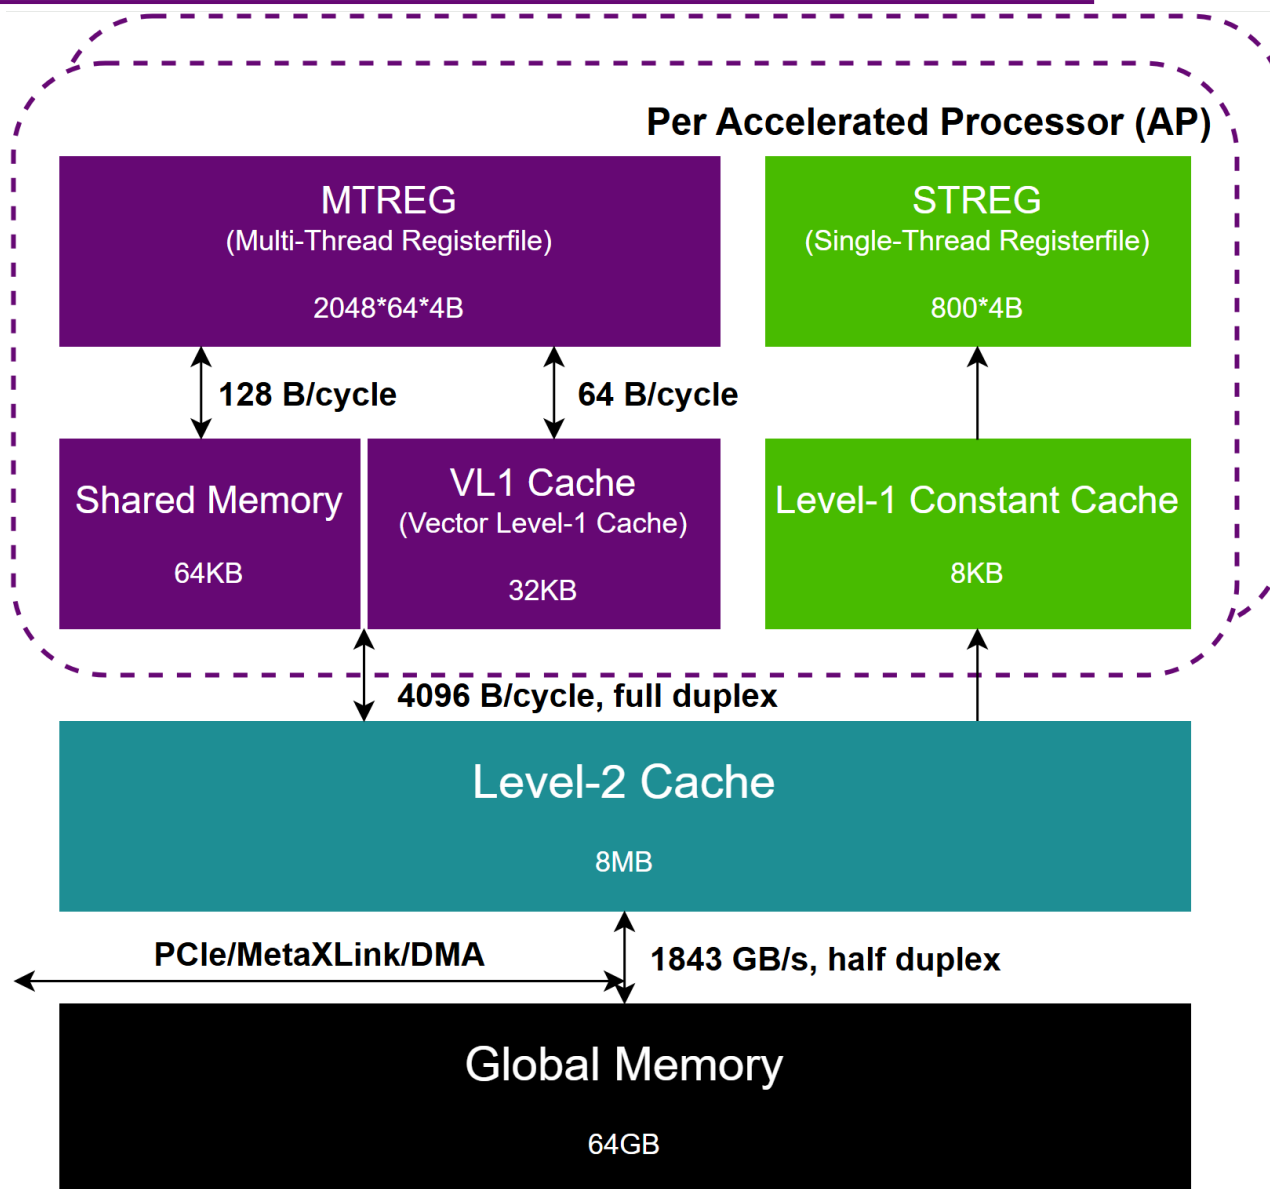 Per Accelerated Processor (AP)
MTREG
(Multi-Thread Registerfile)
2048*64*4B
STREG
(Single-Thread Registerfile)
800*4B
128 B/cycle
64 B/cycle
Shared Memory
64KB
VL1 Cache
(Vector Level-1 Cache)
32KB
Level-1 Constant Cache
8KB
4096 B/cycle, full duplex
Level-2 Cache
8MB
PCIe/MetaXLink/DMA
1843 GB/s, half duplex
Global Memory
64GB